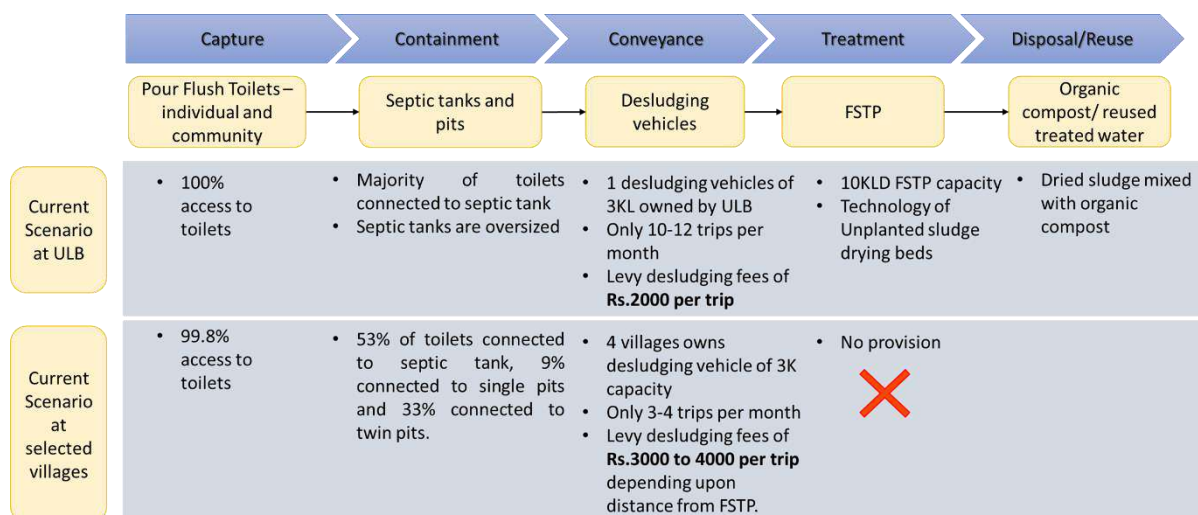 Capture
Containment
Conveyance
Treatment
Disposal/Reuse
Pour Flush Toilets –
individual and
community
Septic tanks and
pits
Desludging
vehicles
FSTP
Organic
compost/ reused
treated water
Current
Scenario
at ULB
• 100%
access to
toilets
• Majority of toilets
connected to septic tank
• Septic tanks are oversized
• 1 desludging vehicles of
3KL owned by ULB
• Only 10-12 trips per
month
• Levy desludging fees of
Rs.2000 per trip
• 10KLD FSTP capacity
• Technology of
Unplanted sludge
drying beds
• Dried sludge mixed
with organic
compost
Current
Scenario
at
selected
villages
• 99.8%
access to
toilets
• 53% of toilets connected
to septic tank, 9%
connected to single pits
and 33% connected to
twin pits.
• 4 villages owns
desludging vehicle of 3K
capacity
• Only 3-4 trips per month
• Levy desludging fees of
Rs.3000 to 4000 per trip
depending upon
distance from FSTP.
• No provision